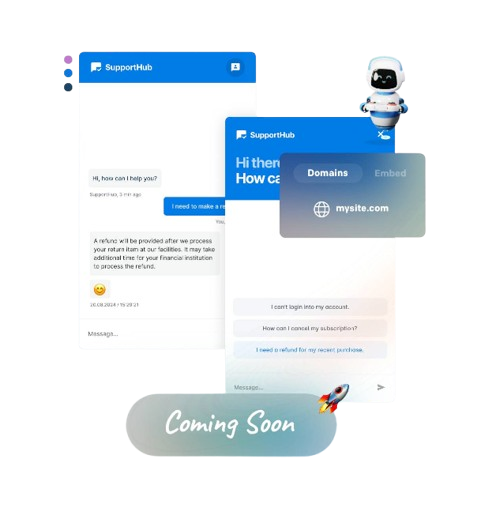 SupportHub
Hi, how can I help you?
SupportHub, 3 min ago
I need to make a re
You
A refund will be provided after we process
your return item at our facilities. It may take
additional time for your financial institution
to process the refund.
20.08.2024 / 15:29:21
Message...
SupportHub
Hi there
How ca
Domains
Embed
mysite.com
I can't login into my account.
How can I cancel my subscription?
I need a refund for my recent purchase.
Message...
Coming Soon